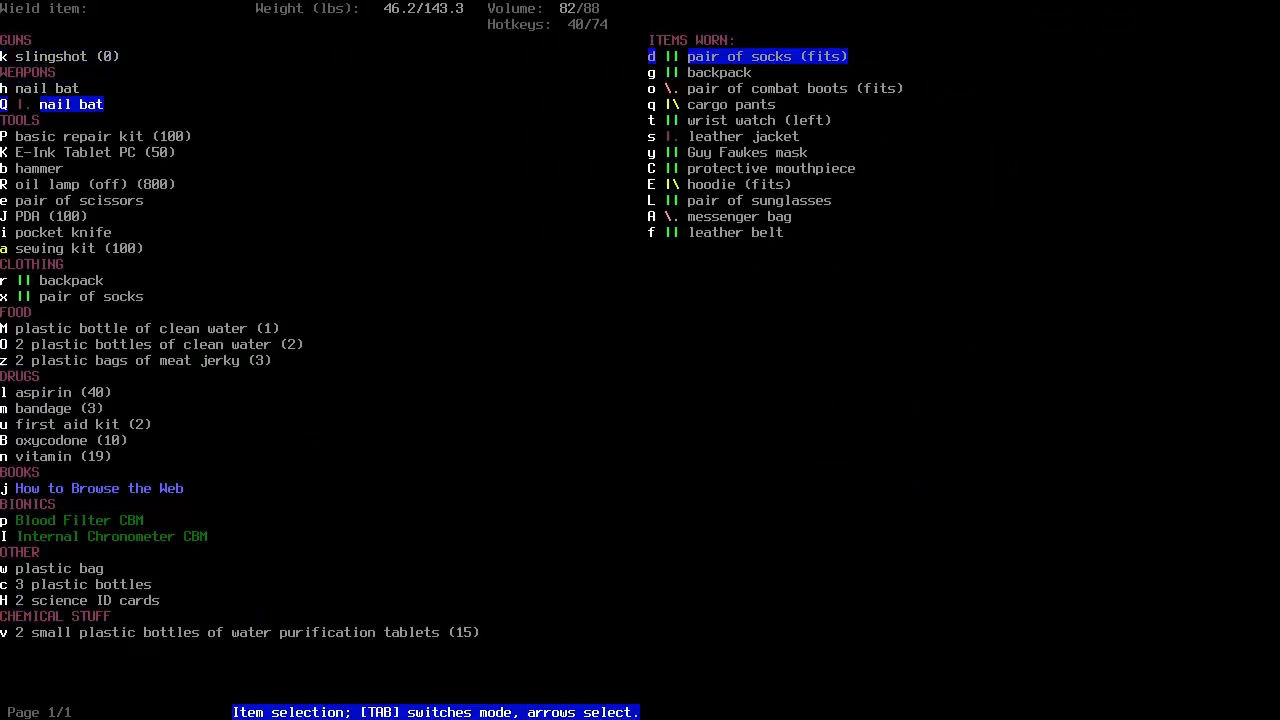 Wield item: Weight (lbs): 46.2/143.3 Volume: 82/88
Hotkeys: 40/74
GUNS
k slingshot (0)
WEAPONS
h nail bat
Q |. nail bat
TOOLS
P basic repair kit (100)
K E-Ink Tablet PC (50)
b hammer
R oil lamp (off) (800)
e pair of scissors
J PDA (100)
i pocket knife
a sewing kit (100)
CLOTHING
r || backpack
x || pair of socks
FOOD
M plastic bottle of clean water (1)
O 2 plastic bottles of clean water (2)
z 2 plastic bags of meat jerky (3)
DRUGS
l aspirin (40)
m bandage (3)
u first aid kit (2)
B oxycodone (10)
n vitamin (19)
BOOKS
j How to Browse the Web
BIONICS
p Blood Filter CBM
I Internal Chronometer CBM
OTHER
w plastic bag
c 3 plastic bottles
H 2 science ID cards
CHEMICAL STUFF
v 2 small plastic bottles of water purification tablets (15)
ITEMS WORN:
d || pair of socks (fits)
g || backpack
o \. pair of combat boots (fits)
q |\ cargo pants
t || wrist watch (left)
s |. leather jacket
y || Guy Fawkes mask
C || protective mouthpiece
E |\ hoodie (fits)
L || pair of sunglasses
A \. messenger bag
f || leather belt
Page 1/1 Item selection; [TAB] switches mode, arrows select.